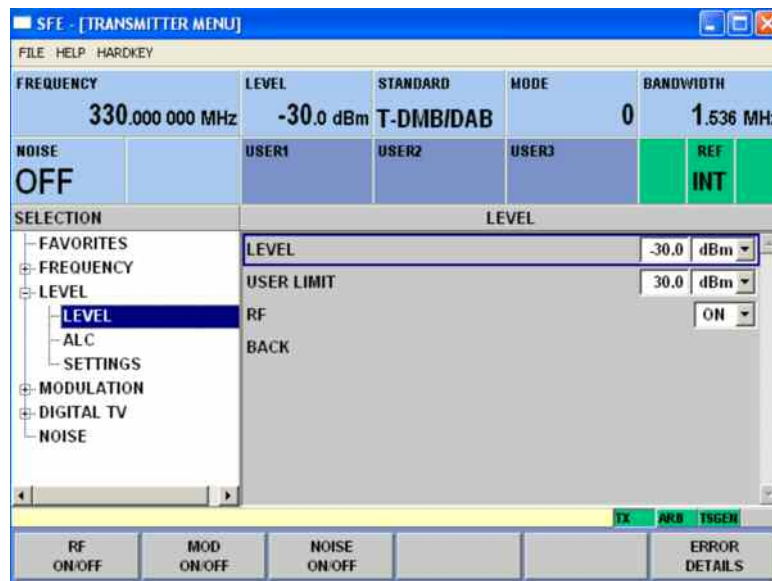 SFE - [TRANSMITTER MENU]
FILE HELP HARDKEY
FREQUENCY LEVEL STANDARD MODE BANDWIDTH
330.000 000 MHz -30.0 dBm T-DMB/DAB 0 1.536 MHz
NOISE USER1 USER2 USER3 REF
OFF INT
SELECTION LEVEL
FAVORITES
FREQUENCY
LEVEL
LEVEL
ALC
SETTINGS
MODULATION
DIGITAL TV
NOISE
LEVEL -30.0 dBm
USER LIMIT 30.0 dBm
RF ON
BACK
TX ARB TSGEN
RF ON/OFF
MOD ON/OFF
NOISE ON/OFF
ERROR DETAILS